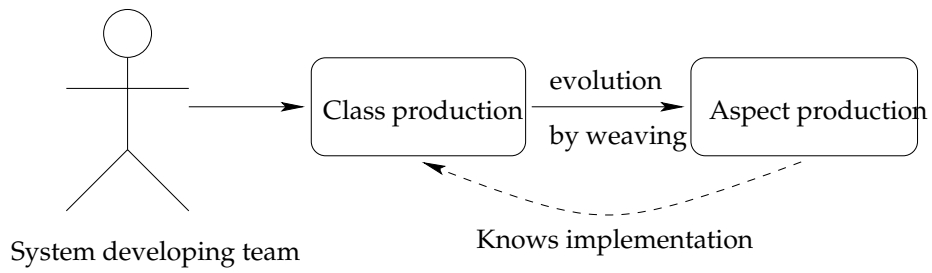 evolution
Class production
Aspect production
by weaving
Knows implementation
System developing team